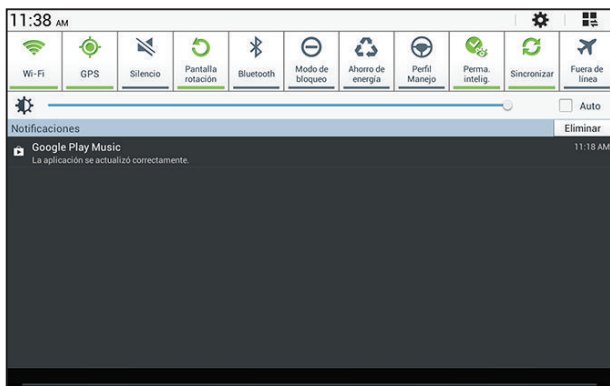 11:38 AM
Wi-Fi
GPS
Silencio
Pantalla
rotación
Bluetooth
Modo de
bloqueo
Ahorro de
energía
Perfil
Manejo
Perma.
intelig.
Sincronizar
Fuera de
línea
Auto
Notificaciones Eliminar
Google Play Music 11:18 AM
La aplicación se actualizó correctamente.